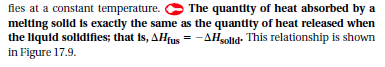 fies at a constant temperature. The quantity of heat absorbed by a
melting solid is exactly the same as the quantity of heat released when
the liquid solidifies; that is, ΔHfus = −ΔHsolid. This relationship is shown
in Figure 17.9.